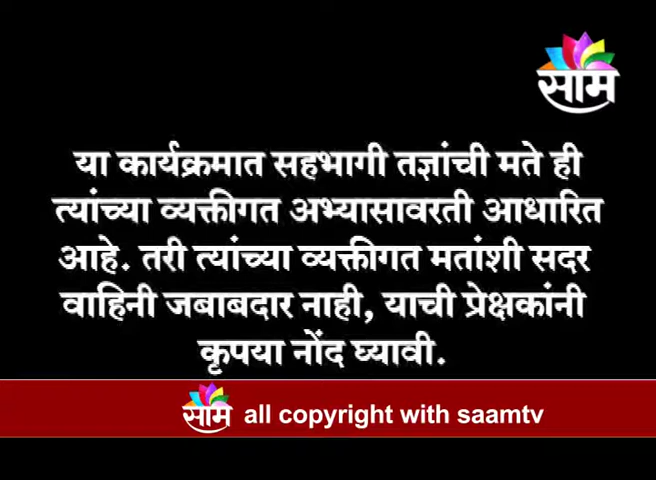 साम
या कार्यक्रमात सहभागी तज्ञांची मते ही
त्यांच्या व्यक्तीगत अभ्यासावरती आधारित
आहे. तरी त्यांच्या व्यक्तीगत मतांशी सदर
वाहिनी जबाबदार नाही, याची प्रेक्षकांनी
कृपया नोंद घ्यावी.
साम all copyright with saamtv